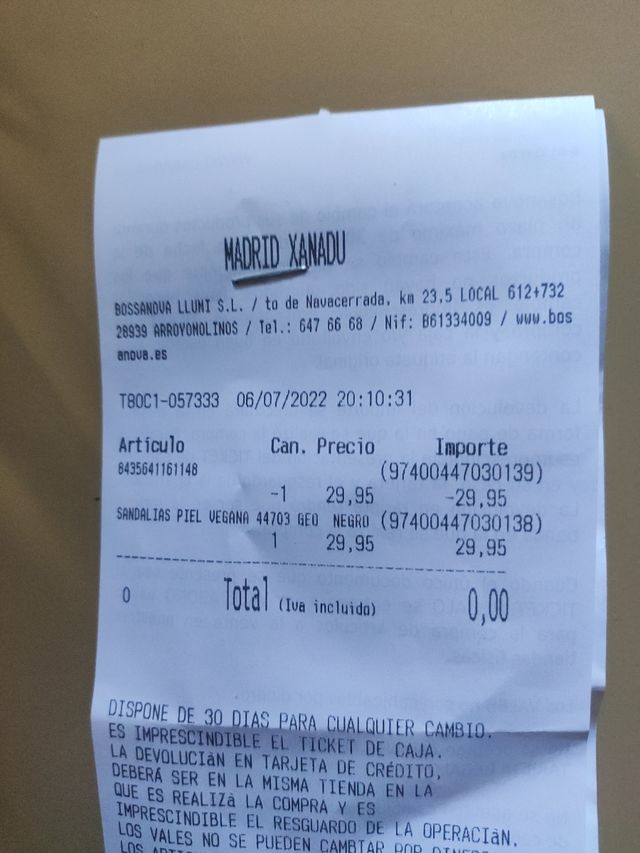 MADRID XANADU
BOSSANOVA LLUMI S.L. / to de Navacerrada, km 23.5 LOCAL 612+732
28939 ARROYOMOLINOS / Tel.: 647 66 68 / Nif: B61334009 / www.bos
anova.es
T80C1-057333 06/07/2022 20:10:31
Artículo Can. Precio Importe
8435641161148 (97400447030139)
-1 29,95 -29,95
SANDALIAS PIEL VEGANA 44703 GEO NEGRO (97400447030138)
1 29,95 29,95
0 Total (Iva incluido) 0,00
DISPONE DE 30 DIAS PARA CUALQUIER CAMBIO.
ES IMPRESCINDIBLE EL TICKET DE CAJA.
LA DEVOLUCIàN EN TARJETA DE CRÉDITO,
DEBERÁ SER EN LA MISMA TIENDA EN LA
QUE ES REALIZà LA COMPRA Y ES
IMPRESCINDIBLE EL RESGUARDO DE LA OPERACIàN.
LOS VALES NO SE PUEDEN CAMBIAR POR